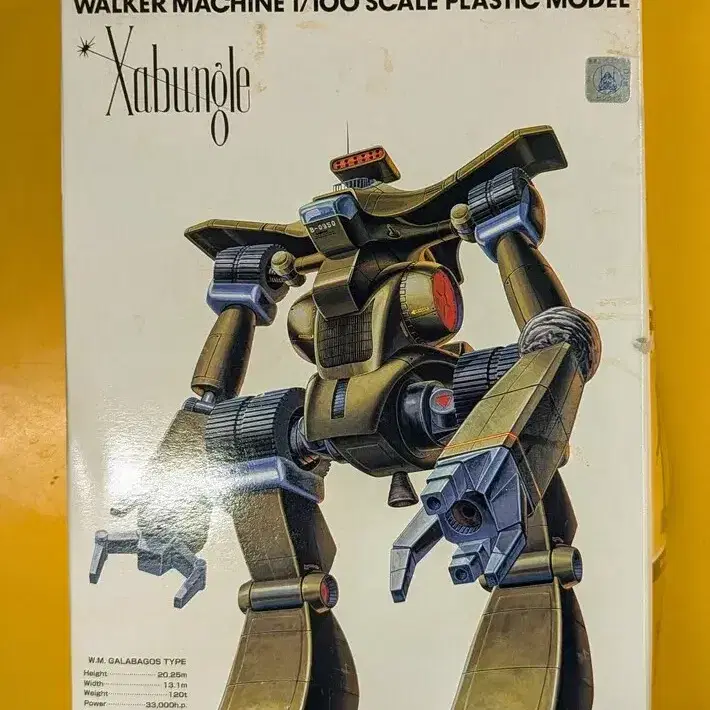 WALKER MACHINE 1/100 SCALE PLASTIC MODEL
Xabungle
S-0950
W.M. GALABAGOS TYPE
Height 20.25m
Width 13.1m
Weight 120t
Power 33,000h.p.